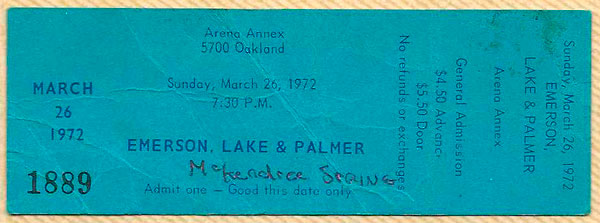 Arena Annex
5700 Oakland
MARCH
26
1972
Sunday, March 26, 1972
7:30 P.M.
EMERSON, LAKE & PALMER
McKendree SPRING
Admit one — Good this date only
1889
General Admission
$4.50 Advance
$5.50 Door
No refunds or exchanges
Sunday, March 26, 1972
EMERSON,
LAKE & PALMER
Arena Annex